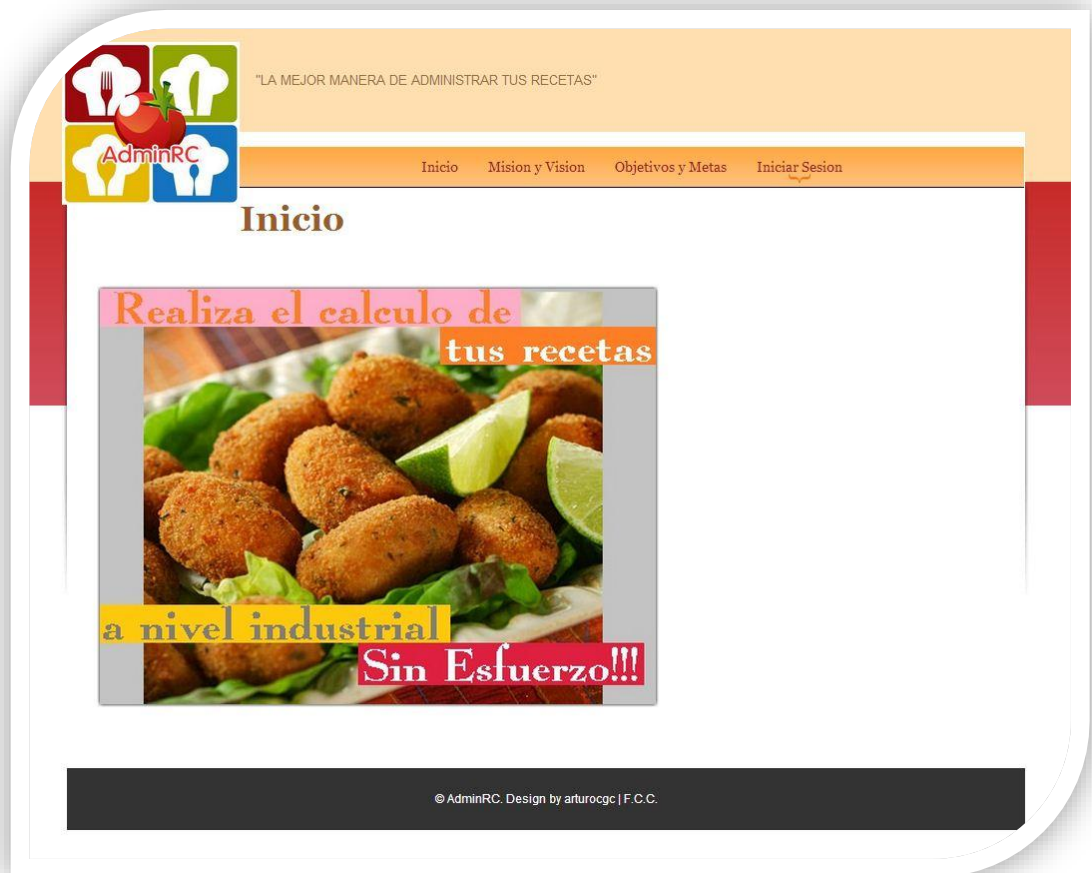 "LA MEJOR MANERA DE ADMINISTRAR TUS RECETAS"
AdminRC
Inicio Mision y Vision Objetivos y Metas Iniciar Sesion
Inicio
Realiza el calculo de
tus recetas
a nivel industrial
Sin Esfuerzo!!!
© AdminRC. Design by arturocgc | F.C.C.